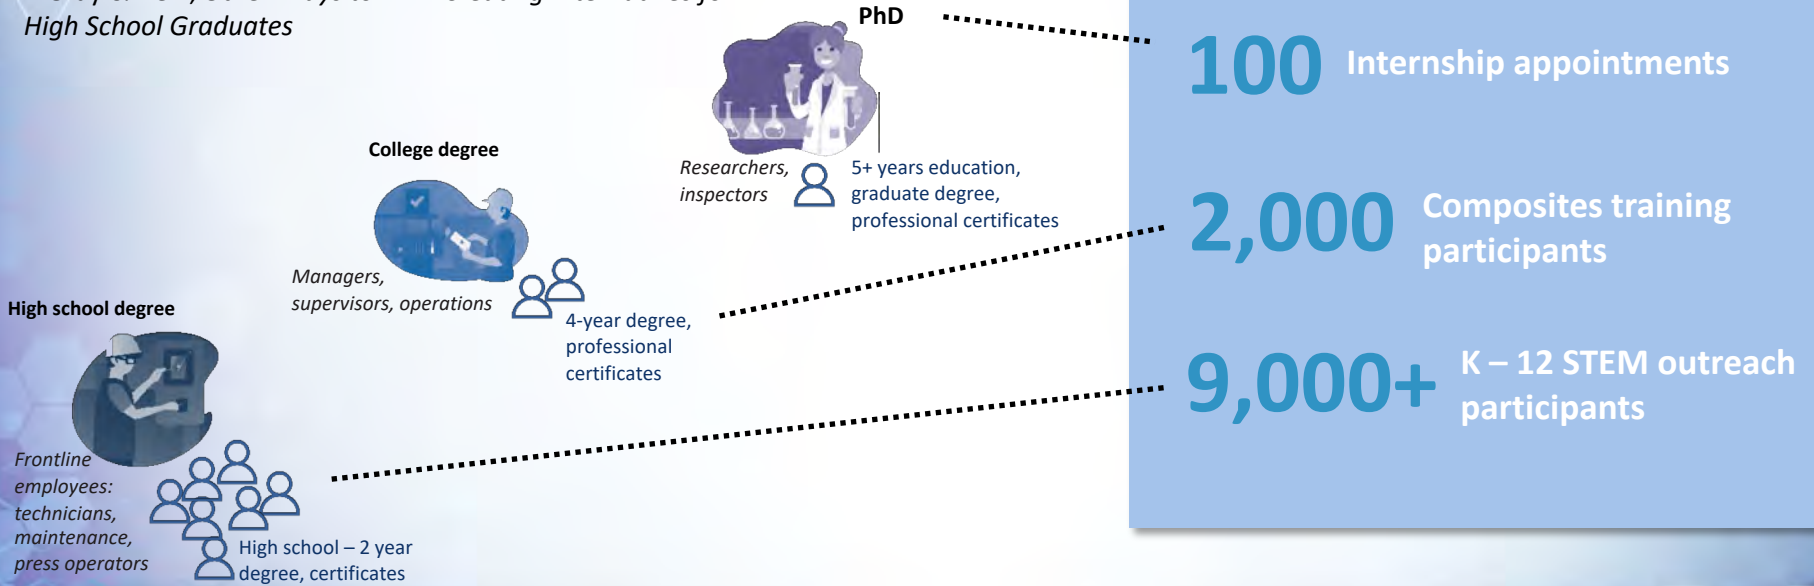 High School Graduates
PhD
Researchers,
inspectors
5+ years education,
graduate degree,
professional certificates
College degree
Managers,
supervisors, operations
4-year degree,
professional
certificates
High school degree
Frontline
employees:
technicians,
maintenance,
press operators
High school – 2 year
degree, certificates
100 Internship appointments
2,000 Composites training
participants
9,000+ K – 12 STEM outreach
participants